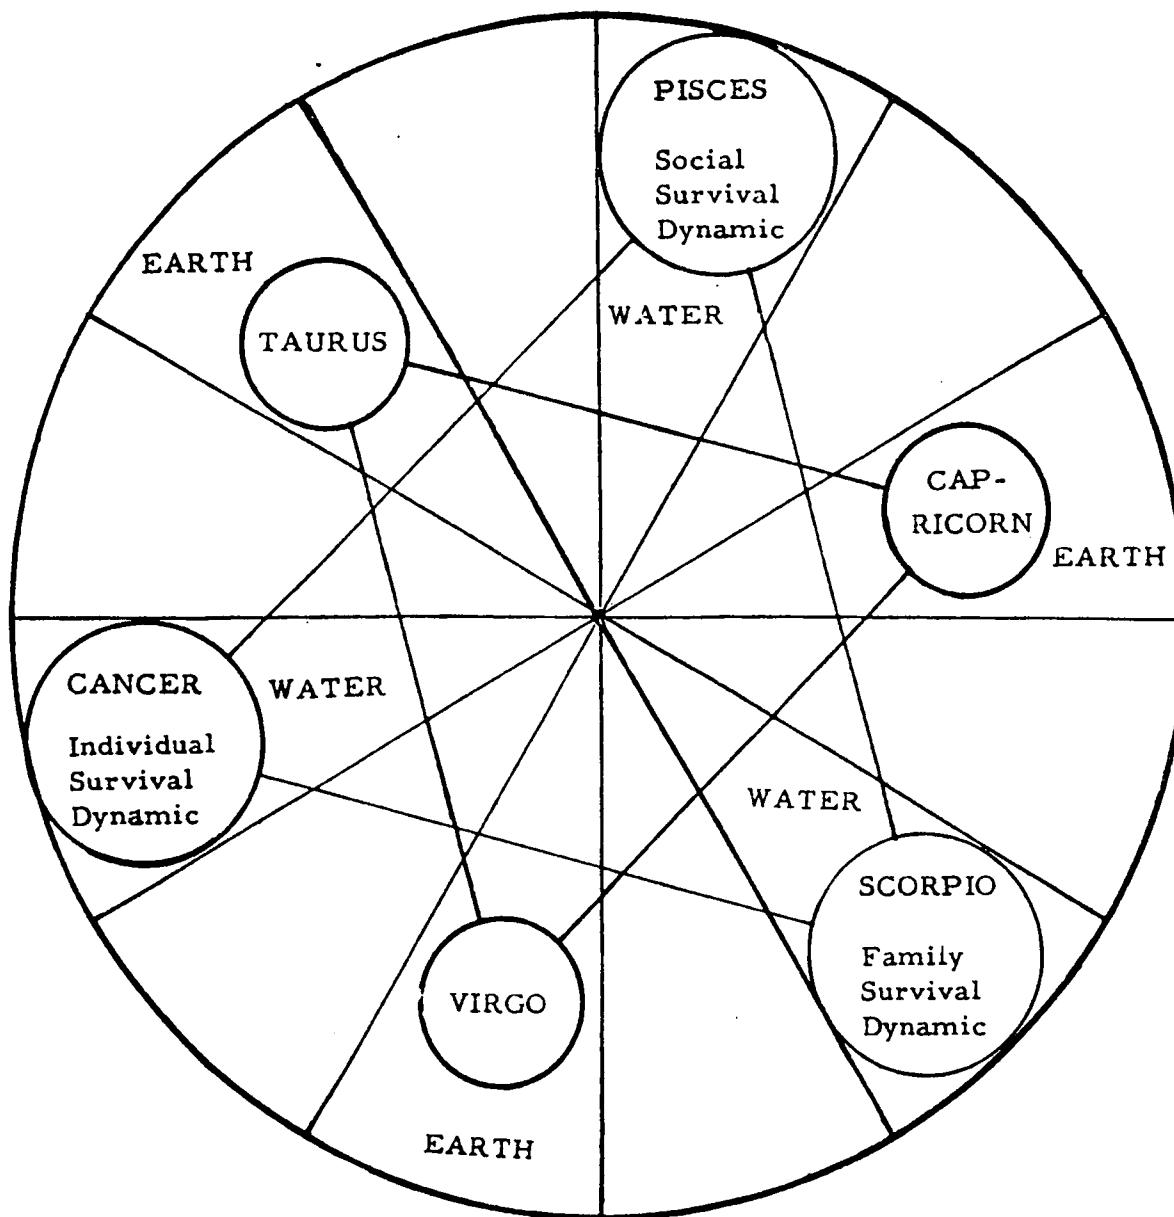 PISCES
Social
Survival
Dynamic
EARTH
WATER
TAURUS
CAP-
RICORN
EARTH
CANCER
Individual
Survival
Dynamic
WATER
WATER
SCORPIO
Family
Survival
Dynamic
VIRGO
EARTH